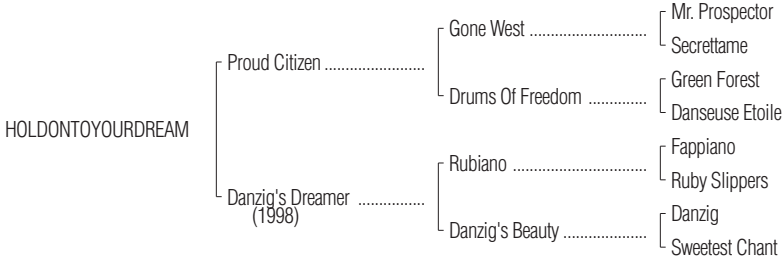 Mr. Prospector
Gone West ..............................
Secrettame
Proud Citizen ..........................
Green Forest
Drums Of Freedom ..............
Danseuse Etoile
HOLDONTOYOURDREAM
Fappiano
Rubiano ..................................
Ruby Slippers
Danzig's Dreamer .................
(1998)
Danzig
Danzig's Beauty .....................
Sweetest Chant